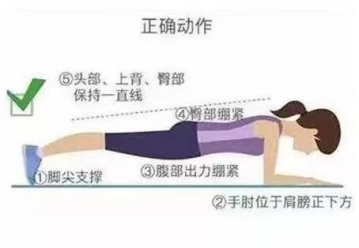 正确动作
⑤头部、上背、臀部
保持一直线
④臀部绷紧
①脚尖支撑
③腹部出力绷紧
②手肘位于肩膀正下方